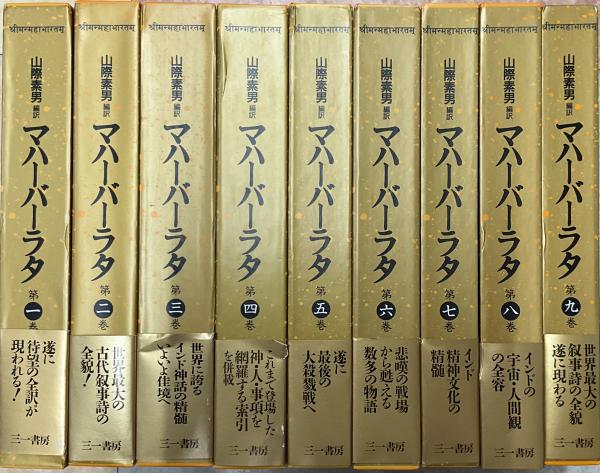 श्रीमन्महाभारतम्
山際素男 編訳
マハーバーラタ
第一巻
遂に
待望の全訳が
現われる!
三一書房
श्रीमन्महाभारतम्
山際素男 編訳
マハーバーラタ
第二巻
世界最大の
古代叙事詩の
全貌!
三一書房
श्रीमन्महाभारतम्
山際素男 編訳
マハーバーラタ
第三巻
世界に誇る
インド神話の精髄
いよいよ佳境へ
三一書房
श्रीमन्महाभारतम्
山際素男 編訳
マハーバーラタ
第四巻
これまで登場した
神・人・事項を
網羅する索引
を併載
三一書房
श्रीमन्महाभारतम्
山際素男 編訳
マハーバーラタ
第五巻
遂に
最後の
大殺戮戦へ
三一書房
श्रीमन्महाभारतम्
山際素男 編訳
マハーバーラタ
第六巻
悲嘆の戦場
から甦える
数多の物語
三一書房
श्रीमन्महाभारतम्
山際素男 編訳
マハーバーラタ
第七巻
インド
精神文化の
精髄
三一書房
श्रीमन्महाभारतम्
山際素男 編訳
マハーバーラタ
第八巻
インドの
宇宙・人間観
の全容
三一書房
श्रीमन्महाभारतम्
山際素男 編訳
マハーバーラタ
第九巻
世界最大の
叙事詩の全貌
遂に現わる
三一書房